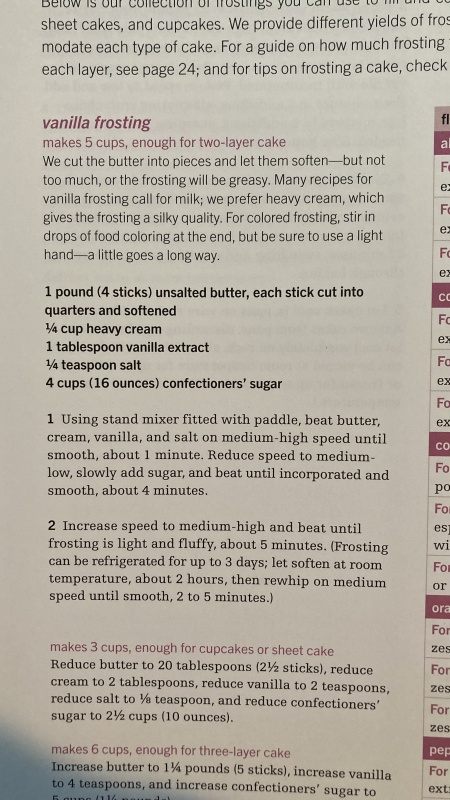 Below is our collection of frostings you can use to fill and
sheet cakes, and cupcakes. We provide different yields of
modate each type of cake. For a guide on how much frosting
each layer, see page 24; and for tips on frosting a cake, check
vanilla frosting
makes 5 cups, enough for two-layer cake
We cut the butter into pieces and let them soften—but not
too much, or the frosting will be greasy. Many recipes for
vanilla frosting call for milk; we prefer heavy cream, which
gives the frosting a silky quality. For colored frosting, stir in
drops of food coloring at the end, but be sure to use a light
hand—a little goes a long way.
1 pound (4 sticks) unsalted butter, each stick cut into
quarters and softened
¼ cup heavy cream
1 tablespoon vanilla extract
¼ teaspoon salt
4 cups (16 ounces) confectioners' sugar
1 Using stand mixer fitted with paddle, beat butter,
cream, vanilla, and salt on medium-high speed until
smooth, about 1 minute. Reduce speed to medium-
low, slowly add sugar, and beat until incorporated and
smooth, about 4 minutes.
2 Increase speed to medium-high and beat until
frosting is light and fluffy, about 5 minutes. (Frosting
can be refrigerated for up to 3 days; let soften at room
temperature, about 2 hours, then rewhip on medium
speed until smooth, 2 to 5 minutes.)
makes 3 cups, enough for cupcakes or sheet cake
Reduce butter to 20 tablespoons (2½ sticks), reduce
cream to 2 tablespoons, reduce vanilla to 2 teaspoons,
reduce salt to ⅛ teaspoon, and reduce confectioners'
sugar to 2½ cups (10 ounces).
makes 6 cups, enough for three-layer cake
Increase butter to 1¼ pounds (5 sticks), increase vanilla
to 4 teaspoons, and increase confectioners' sugar to
5 cups (1¼ pounds).
fl
al
Fo
ex
Fo
ex
Fo
ex
co
Fo
ex
Fo
ex
Fo
ex
co
For
po
For
esp
wi
For
or
ora
For
zes
For
zes
For
zes
pep
For
extr